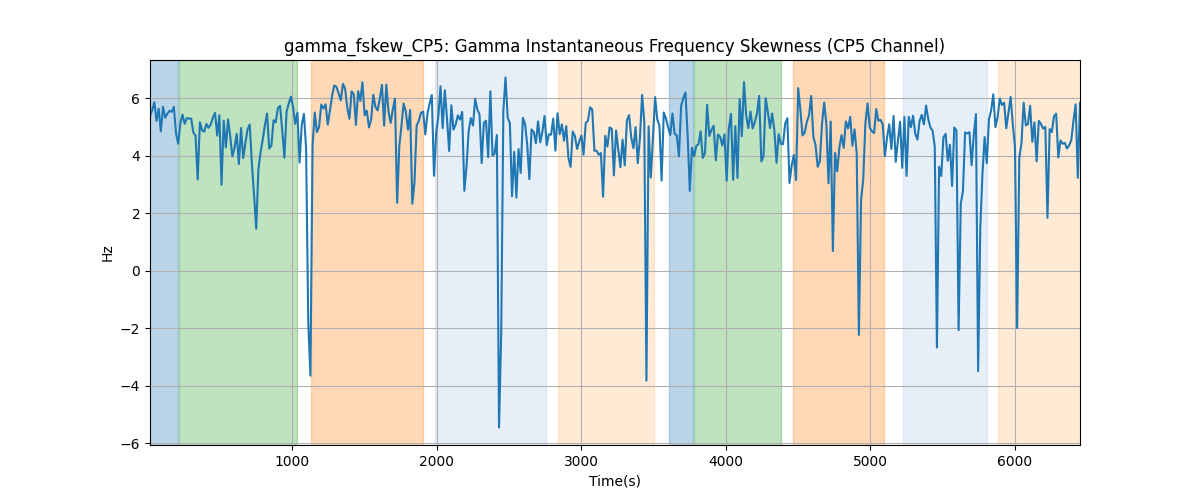 gamma_fskew_CP5: Gamma Instantaneous Frequency Skewness (CP5 Channel)
6
4
2
0
−2
−4
−6
Hz
1000 2000 3000 4000 5000 6000
Time(s)